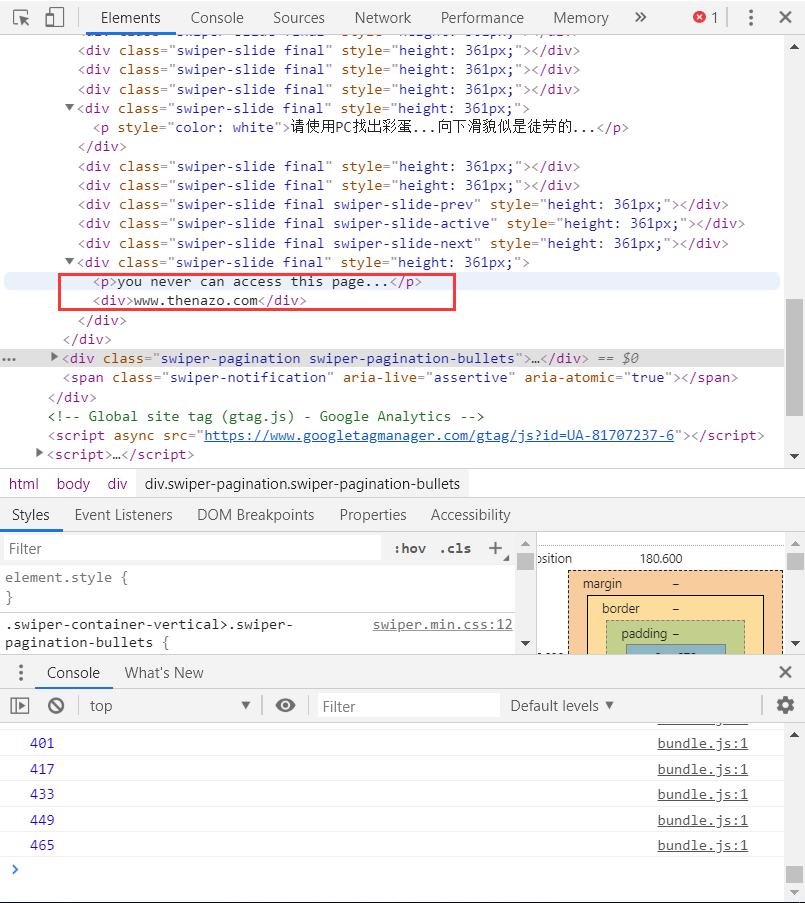 Elements Console Sources Network Performance Memory » 1
<div class="swiper-slide final" style="height: 361px;"></div>
<div class="swiper-slide final" style="height: 361px;"></div>
<div class="swiper-slide final" style="height: 361px;"></div>
<div class="swiper-slide final" style="height: 361px;"></div>
<div class="swiper-slide final" style="height: 361px;">
<p style="color: white">请使用PC找出彩蛋...向下滑貌似是徒劳的...</p>
</div>
<div class="swiper-slide final" style="height: 361px;"></div>
<div class="swiper-slide final" style="height: 361px;"></div>
<div class="swiper-slide final swiper-slide-prev" style="height: 361px;"></div>
<div class="swiper-slide final swiper-slide-active" style="height: 361px;"></div>
<div class="swiper-slide final swiper-slide-next" style="height: 361px;"></div>
<div class="swiper-slide final" style="height: 361px;">
<p>you never can access this page...</p>
<div>www.thenazo.com</div>
</div>
</div>
<div class="swiper-pagination swiper-pagination-bullets">…</div> == $0
<span class="swiper-notification" aria-live="assertive" aria-atomic="true"></span>
</div>
<!-- Global site tag (gtag.js) - Google Analytics -->
<script async src="https://www.googletagmanager.com/gtag/js?id=UA-81707237-6"></script>
<script>…</script>
html body div div.swiper-pagination.swiper-pagination-bullets
Styles Event Listeners DOM Breakpoints Properties Accessibility
Filter :hov .cls +
element.style {
}
.swiper-container-vertical>.swiper-pagination-bullets { swiper.min.css:12
osition 180.600
margin –
border –
padding –
Console What's New
top Filter Default levels ▼
401 bundle.js:1
417 bundle.js:1
433 bundle.js:1
449 bundle.js:1
465 bundle.js:1
>